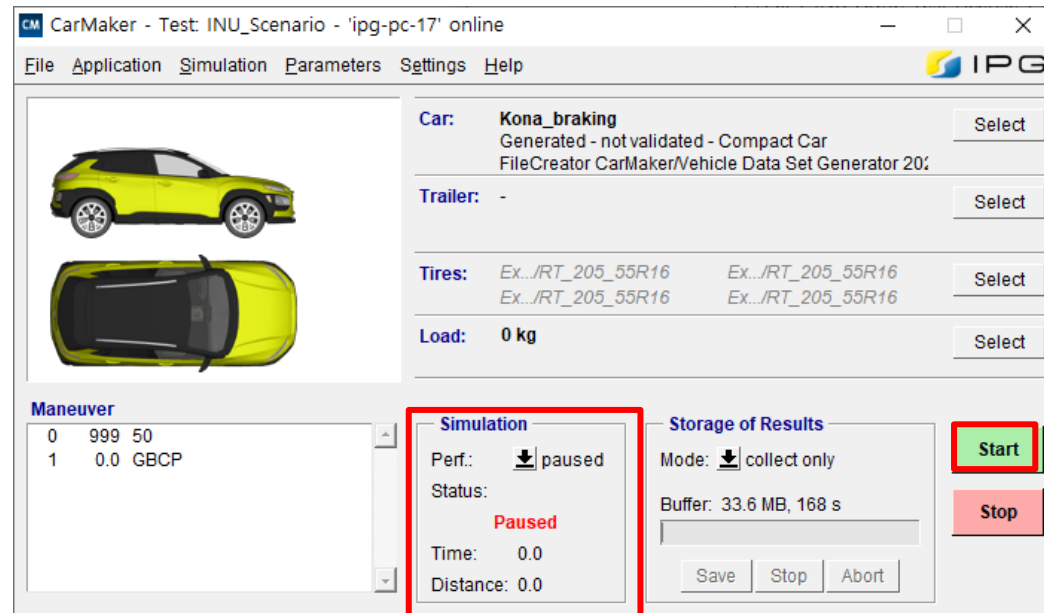 CM CarMaker - Test: INU_Scenario - 'ipg-pc-17' online
File Application Simulation Parameters Settings Help
IPG
Car: Kona_braking Select
Generated - not validated - Compact Car
FileCreator CarMaker/Vehicle Data Set Generator 202
Trailer: - Select
Tires: Ex.../RT_205_55R16 Ex.../RT_205_55R16 Select
Ex.../RT_205_55R16 Ex.../RT_205_55R16
Load: 0 kg Select
Maneuver
0 999 50
1 0.0 GBCP
Simulation
Perf.: paused
Status:
Paused
Time: 0.0
Distance: 0.0
Storage of Results
Mode: collect only
Buffer: 33.6 MB, 168 s
Save Stop Abort
Start
Stop